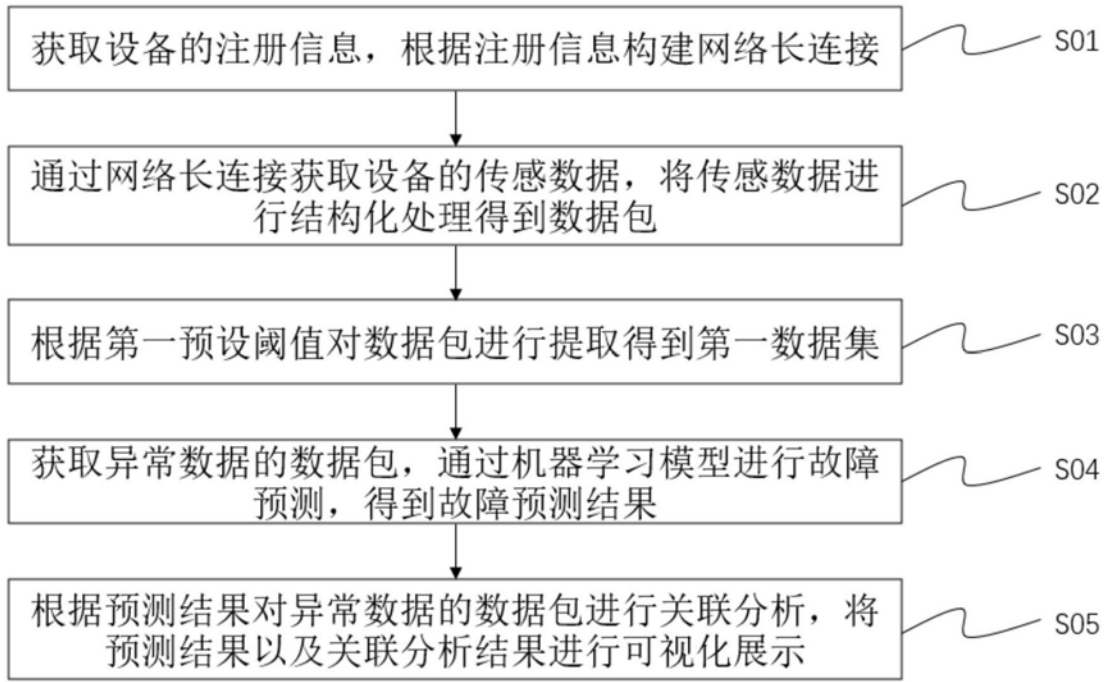 获取设备的注册信息，根据注册信息构建网络长连接
S01
通过网络长连接获取设备的传感数据，将传感数据进
行结构化处理得到数据包
S02
根据第一预设阈值对数据包进行提取得到第一数据集
S03
获取异常数据的数据包，通过机器学习模型进行故障
预测，得到故障预测结果
S04
根据预测结果对异常数据的数据包进行关联分析，将
预测结果以及关联分析结果进行可视化展示
S05